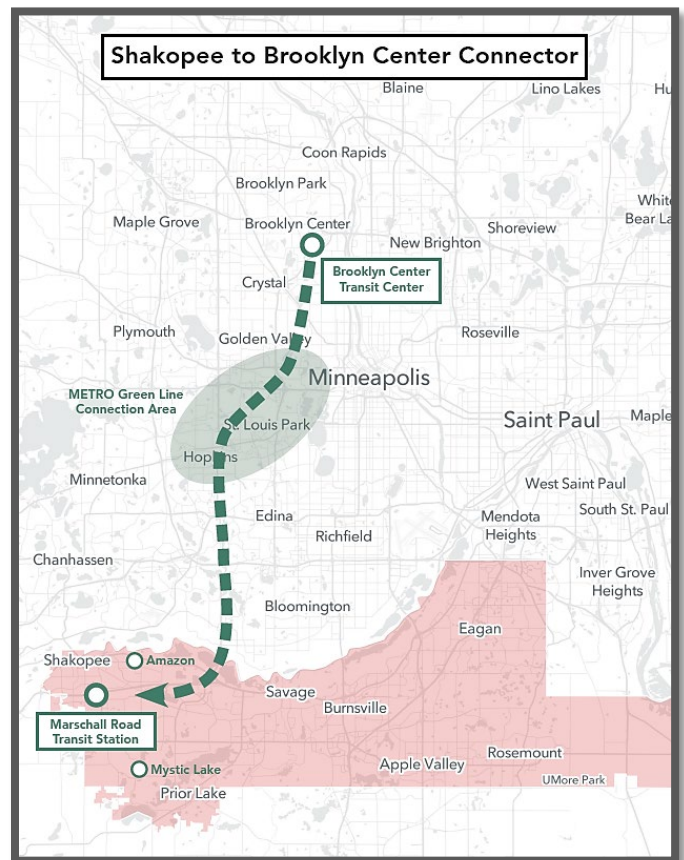 Shakopee to Brooklyn Center Connector
Blaine
Lino Lakes
Hu
Coon Rapids
Brooklyn Park
White
Bear La
Maple Grove
Brooklyn Center
Shoreview
New Brighton
Brooklyn Center
Transit Center
Crystal
Plymouth
Golden Valley
Roseville
Minneapolis
METRO Green Line
Connection Area
Saint Paul
Maple
St. Louis Park
Hopkins
Minnetonka
West Saint Paul
South St. Paul
Edina
Mendota
Heights
Richfield
Chanhassen
Inver Grove
Heights
Bloomington
Eagan
Shakopee
Amazon
Savage
Burnsville
Marschall Road
Transit Station
Rosemount
Apple Valley
Mystic Lake
UMore Park
Prior Lake